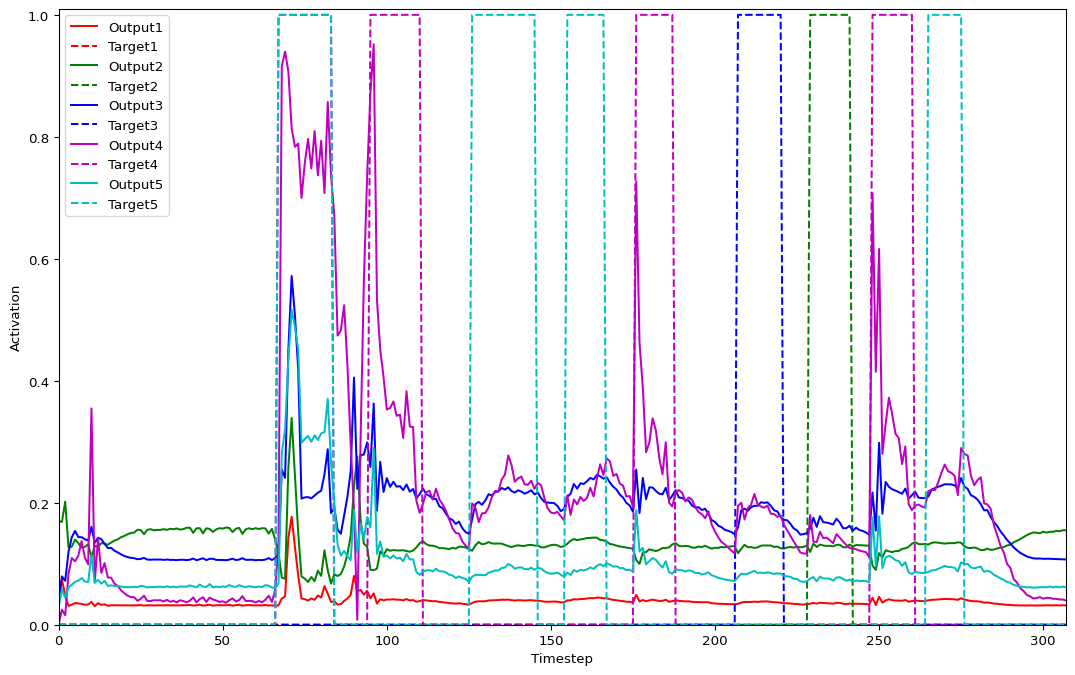 1.0
0.8
0.6
0.4
0.2
0.0
Activation
Output1
Target1
Output2
Target2
Output3
Target3
Output4
Target4
Output5
Target5
0
50
100
150
200
250
300
Timestep